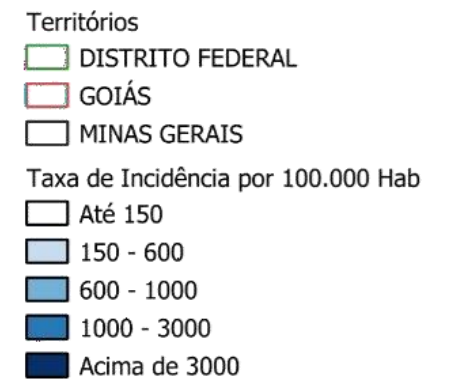 Territórios
DISTRITO FEDERAL
GOIÁS
MINAS GERAIS
Taxa de Incidência por 100.000 Hab
Até 150
150 - 600
600 - 1000
1000 - 3000
Acima de 3000